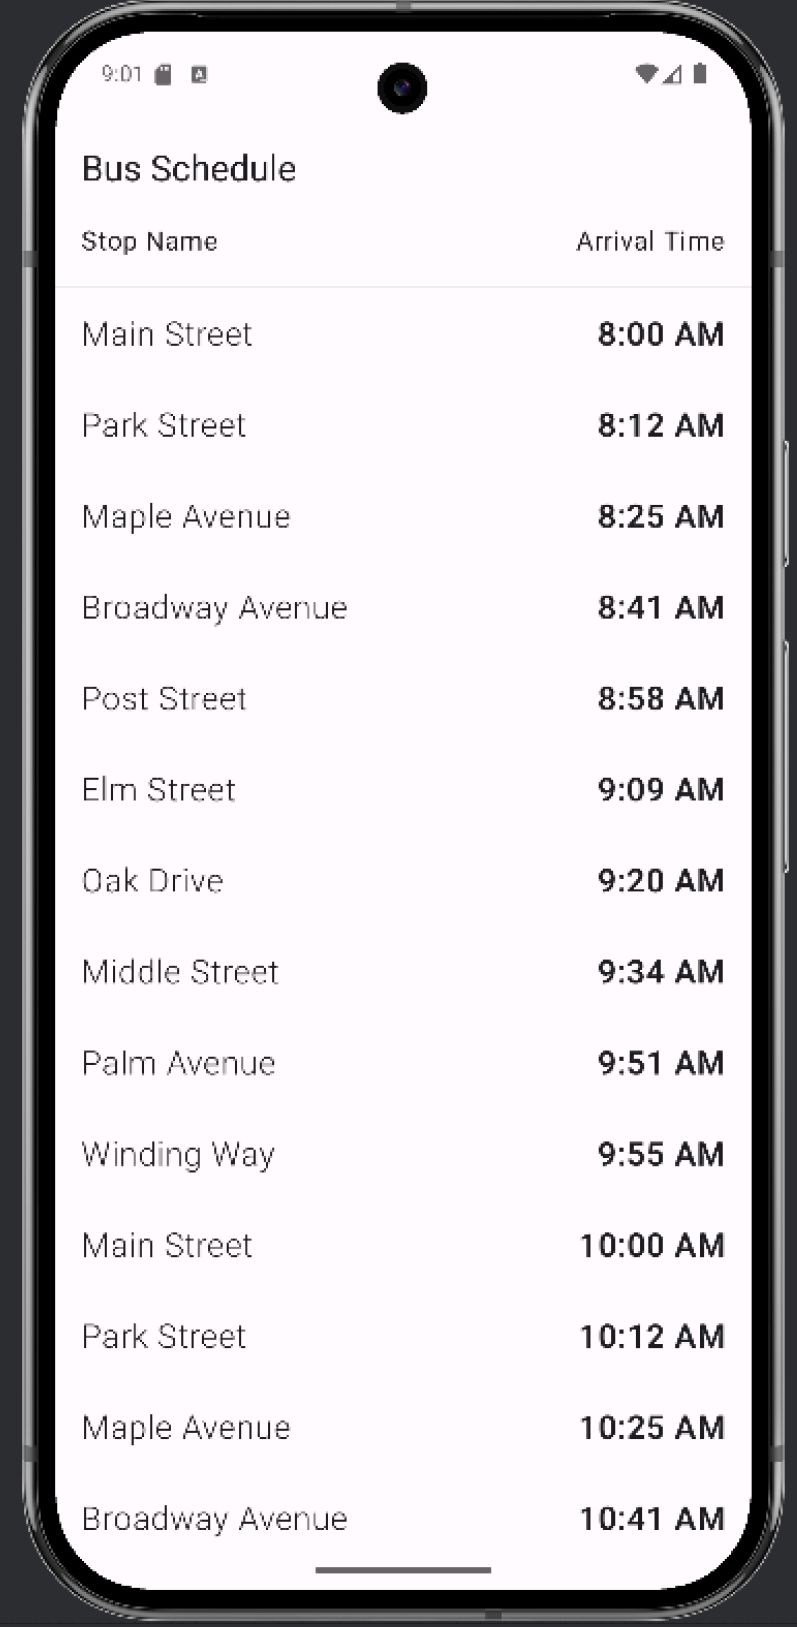 9:01
Bus Schedule
Stop Name Arrival Time
Main Street 8:00 AM
Park Street 8:12 AM
Maple Avenue 8:25 AM
Broadway Avenue 8:41 AM
Post Street 8:58 AM
Elm Street 9:09 AM
Oak Drive 9:20 AM
Middle Street 9:34 AM
Palm Avenue 9:51 AM
Winding Way 9:55 AM
Main Street 10:00 AM
Park Street 10:12 AM
Maple Avenue 10:25 AM
Broadway Avenue 10:41 AM